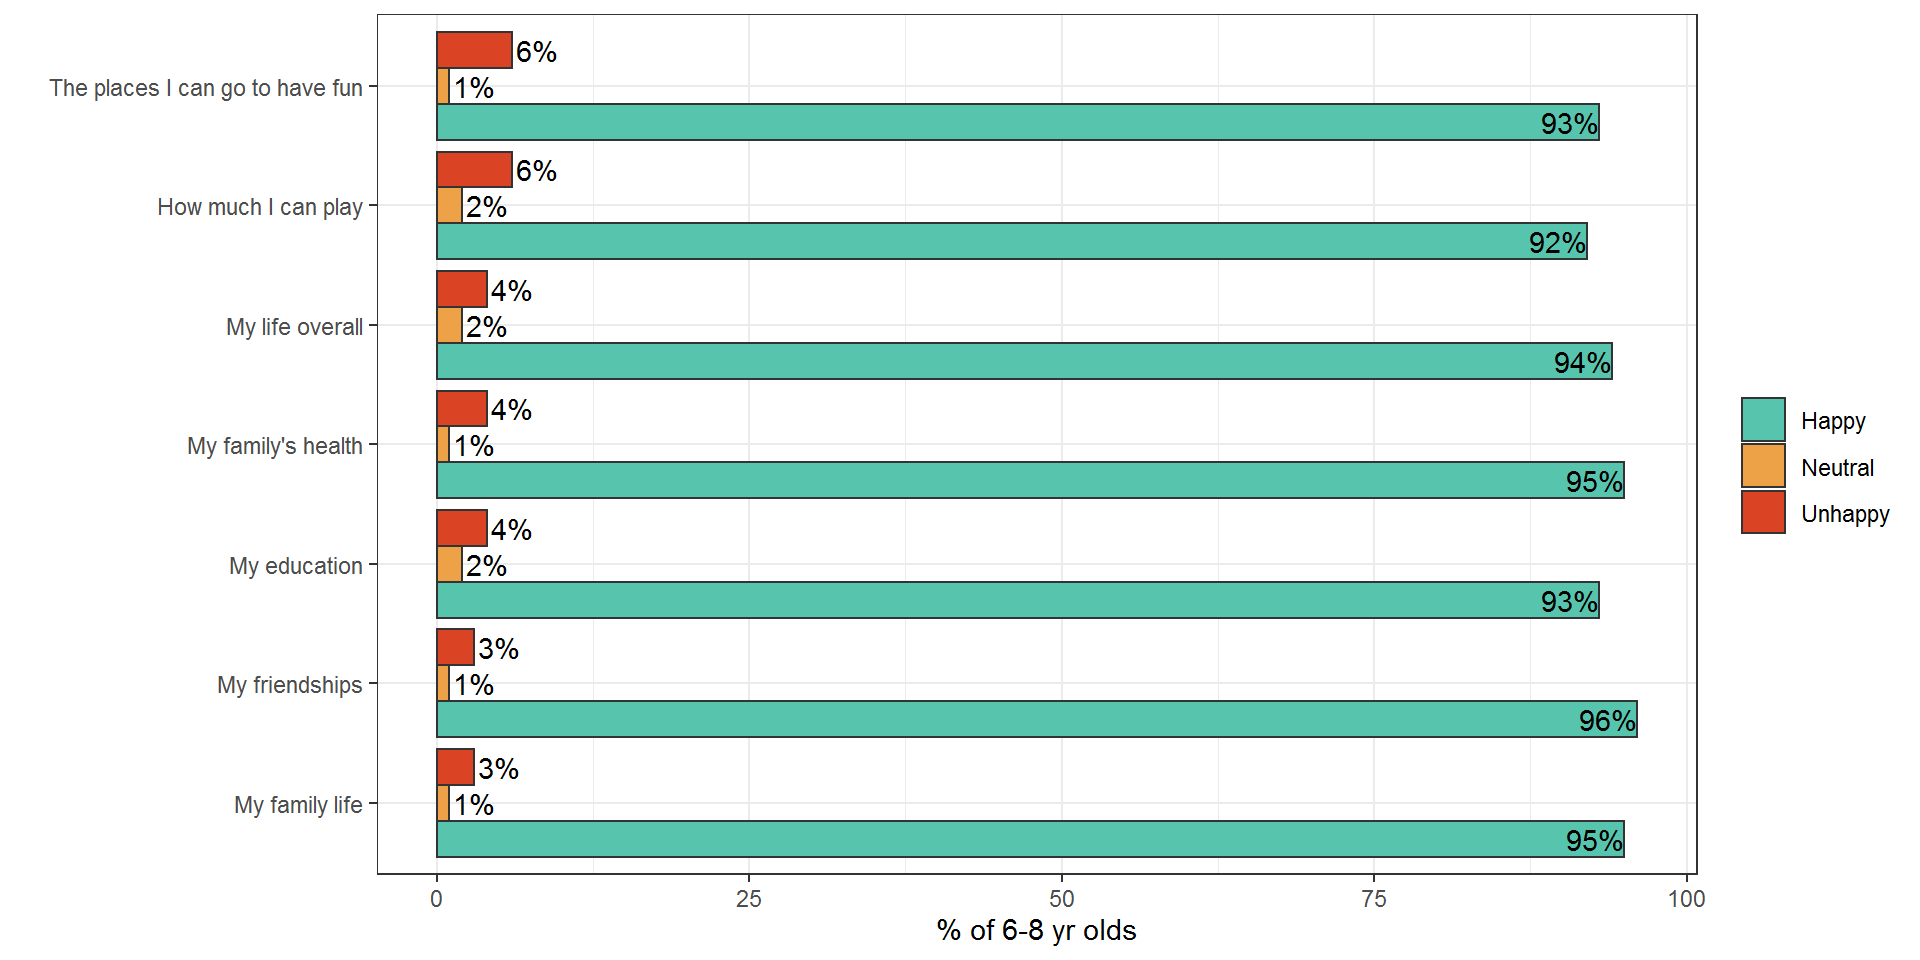 6%
The places I can go to have fun
1%
93%
6%
How much I can play
2%
92%
4%
My life overall
2%
94%
4%
My family's health
1%
95%
4%
My education
2%
93%
3%
My friendships
1%
96%
3%
My family life
1%
95%
0 25 50 75 100
% of 6-8 yr olds
Happy
Neutral
Unhappy